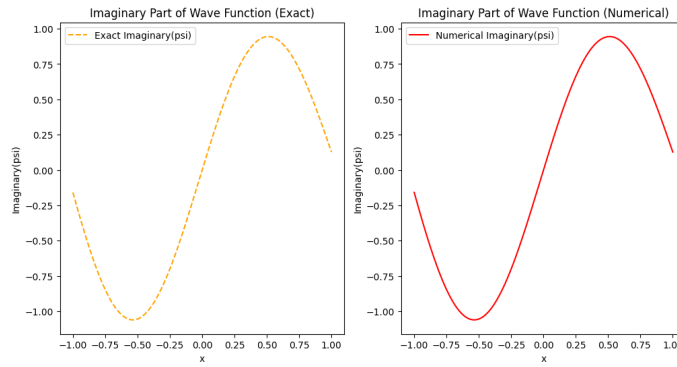 Imaginary Part of Wave Function (Exact)
Exact Imaginary(psi)
1.00
0.75
0.50
0.25
0.00
−0.25
−0.50
−0.75
−1.00
Imaginary(psi)
−1.00 −0.75 −0.50 −0.25 0.00 0.25 0.50 0.75 1.00
x
Imaginary Part of Wave Function (Numerical)
Numerical Imaginary(psi)
1.00
0.75
0.50
0.25
0.00
−0.25
−0.50
−0.75
−1.00
Imaginary(psi)
−1.00 −0.75 −0.50 −0.25 0.00 0.25 0.50 0.75 1.00
x